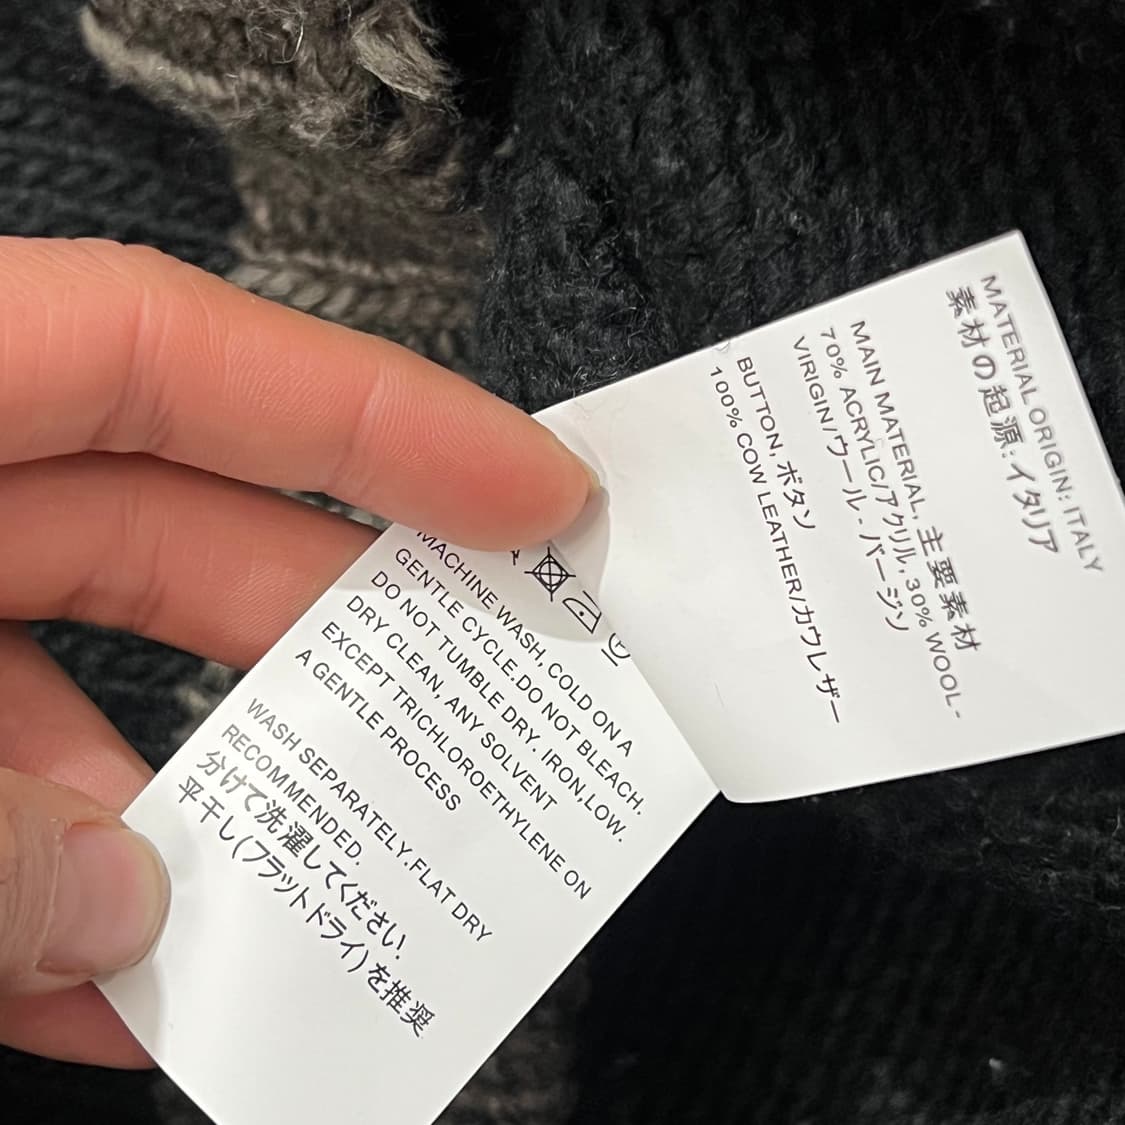 MATERIAL ORIGIN: ITALY
素材の起源: イタリア
MAIN MATERIAL, 主要素材
70% ACRYLIC/アクリル, 30% WOOL-
VIRIGIN/ウール - バージン
BUTTON, ボタン
100% COW LEATHER/カウレザー
MACHINE WASH, COLD ON A
GENTLE CYCLE.DO NOT BLEACH.
DO NOT TUMBLE DRY. IRON,LOW.
DRY CLEAN, ANY SOLVENT
EXCEPT TRICHLOROETHYLENE ON
A GENTLE PROCESS
WASH SEPARATELY.FLAT DRY
RECOMMENDED.
分けて洗濯してください.
平干し(フラットドライ)を推奨